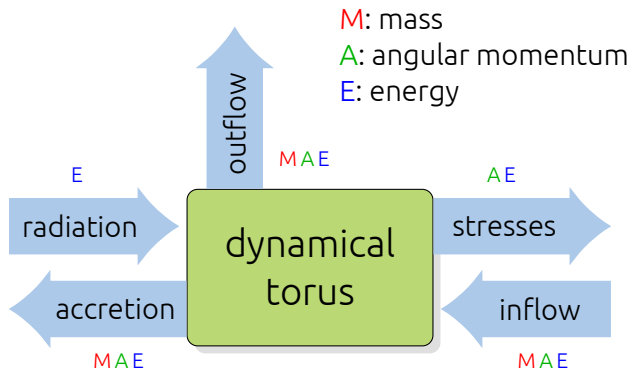 M: mass
A: angular momentum
E: energy
outflow
M A E
E
A E
radiation
stresses
dynamical
torus
accretion
inflow
M A E
M A E